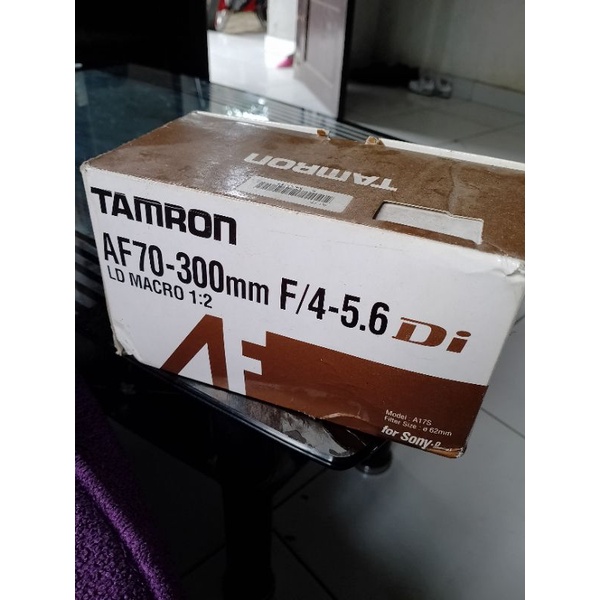 TAMRON
TAMRON
AF70-300mm F/4-5.6 Di
LD MACRO 1:2
AF
Model : A17S
Filter Size : ø 62mm
for Sony